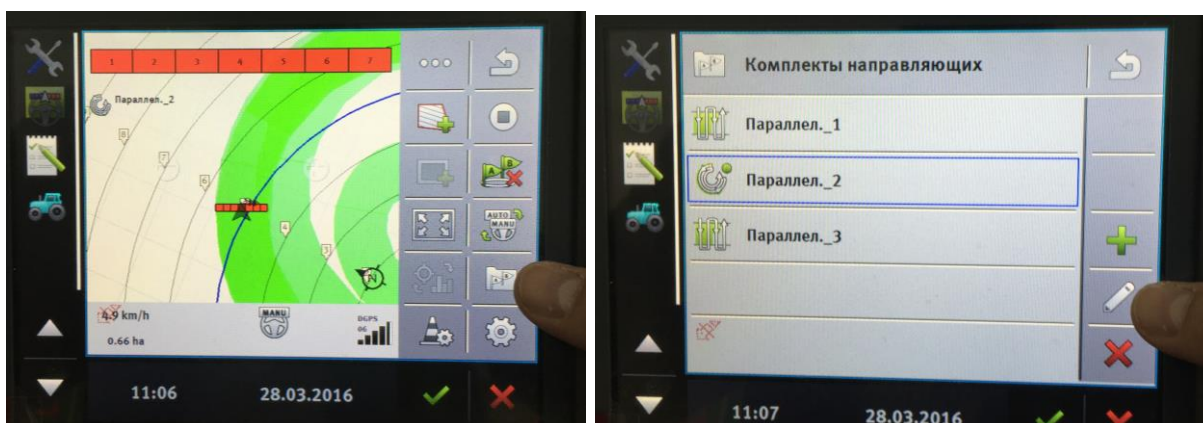 1 2 3 4 5 6 7
Параллел._2
8
7
6
4
3
AUTO
MANU
4.9 km/h
0.66 ha
MANU
DGPS
06
11:06 28.03.2016
Комплекты направляющих
Параллел._1
Параллел._2
Параллел._3
11:07 28.03.2016